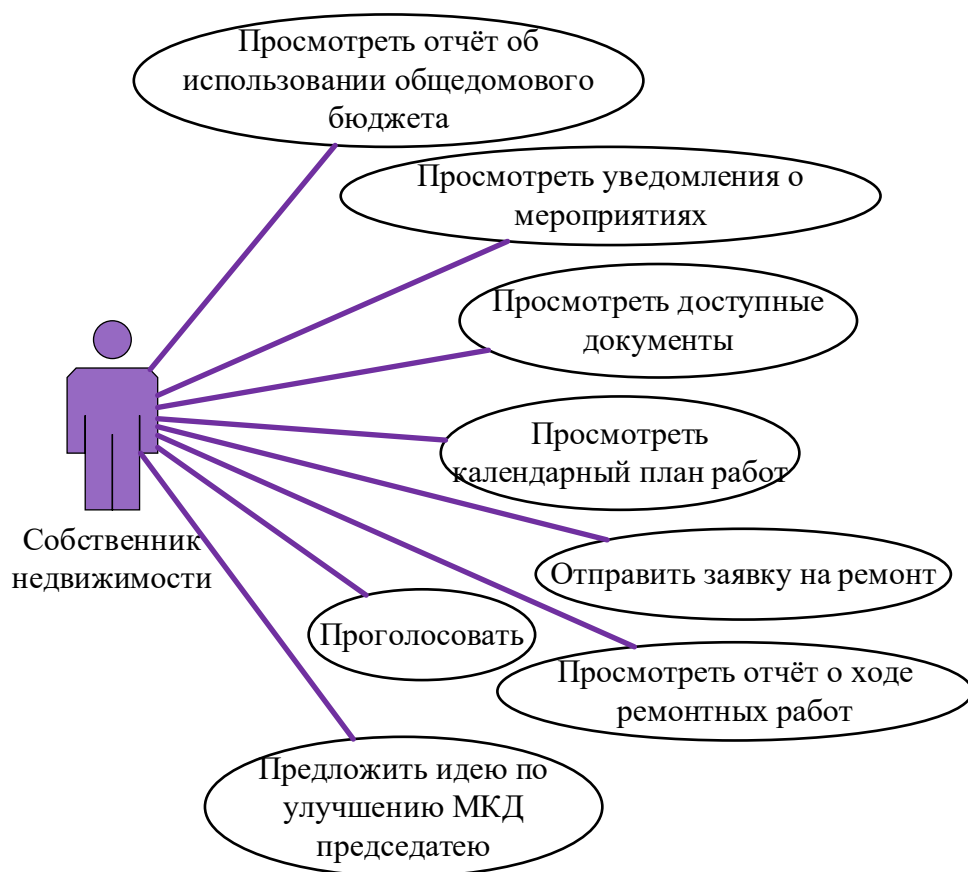 Просмотреть отчёт об
использовании общедомового
бюджета
Просмотреть уведомления о
мероприятиях
Просмотреть доступные
документы
Просмотреть
календарный план работ
Собственник
недвижимости
Отправить заявку на ремонт
Проголосовать
Просмотреть отчёт о ходе
ремонтных работ
Предложить идею по
улучшению МКД
председатею